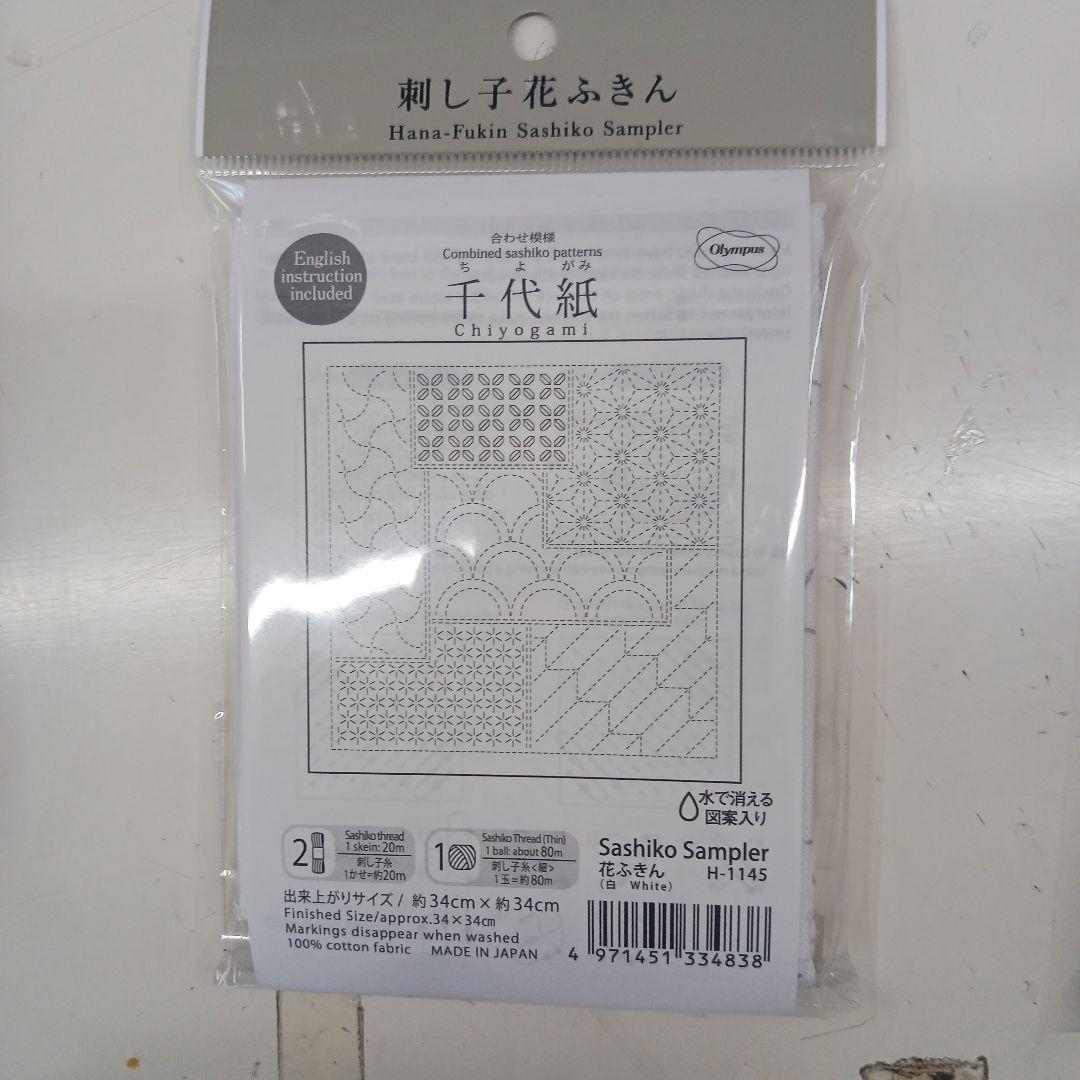 刺し子花ふきん
Hana-Fukin Sashiko Sampler
English
instruction
included
合わせ模様
Combined sashiko patterns
ちよがみ
千代紙
Chiyogami
Olympus
水で消える
図案入り
2
Sashiko thread
1 skein: 20m
刺し子糸
1かせ=約20m
1
Sashiko Thread (Thin)
1 ball: about 80m
刺し子糸<細>
1玉=約80m
Sashiko Sampler
花ふきん H-1145
(白 White)
出来上がりサイズ/ 約34cm×約34cm
Finished Size/approx.34×34cm
Markings disappear when washed
100% cotton fabric MADE IN JAPAN
4 971451 334838